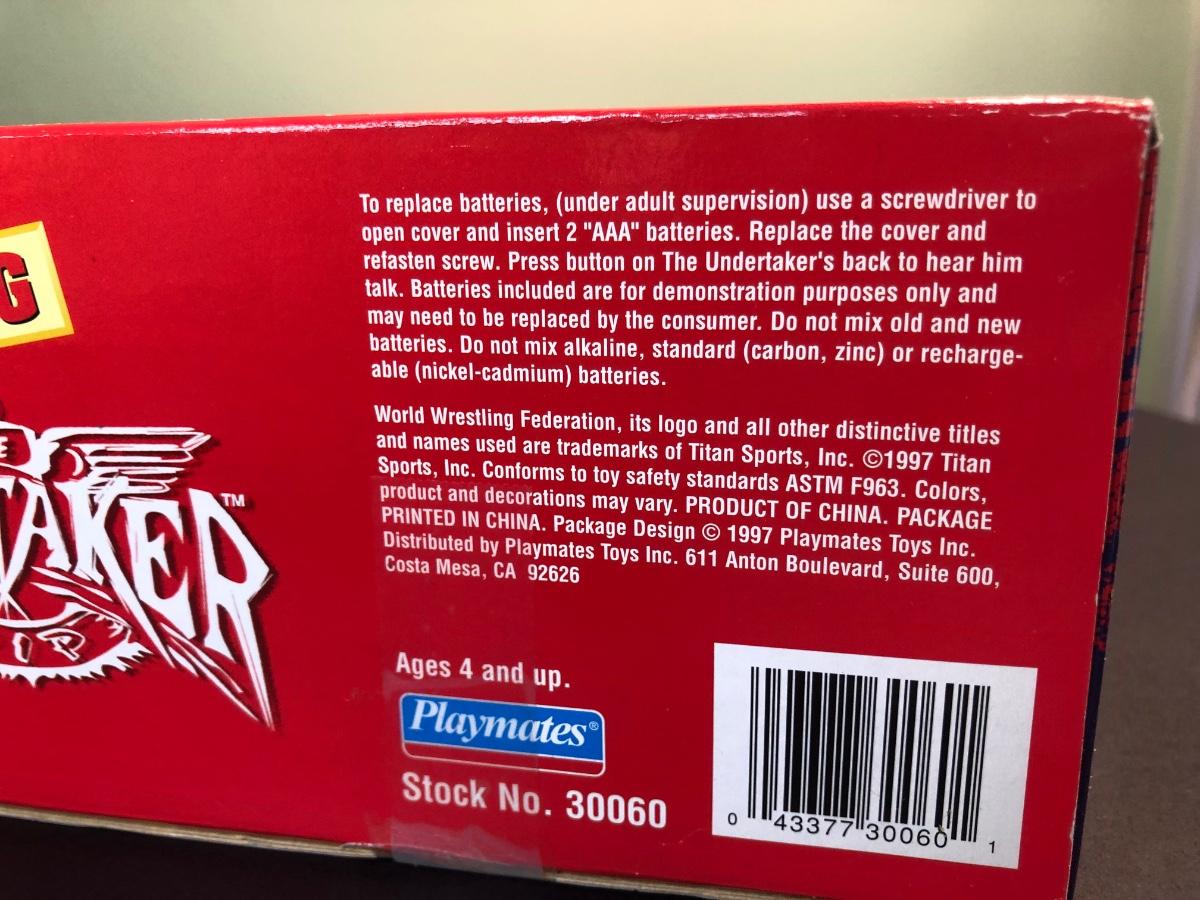 To replace batteries, (under adult supervision) use a screwdriver to
open cover and insert 2 "AAA" batteries. Replace the cover and
refasten screw. Press button on The Undertaker's back to hear him
talk. Batteries included are for demonstration purposes only and
may need to be replaced by the consumer. Do not mix old and new
batteries. Do not mix alkaline, standard (carbon, zinc) or recharge-
able (nickel-cadmium) batteries.
World Wrestling Federation, its logo and all other distinctive titles
and names used are trademarks of Titan Sports, Inc. ©1997 Titan
Sports, Inc. Conforms to toy safety standards ASTM F963. Colors,
product and decorations may vary. PRODUCT OF CHINA. PACKAGE
PRINTED IN CHINA. Package Design © 1997 Playmates Toys Inc.
Distributed by Playmates Toys Inc. 611 Anton Boulevard, Suite 600,
Costa Mesa, CA 92626
G
E
TAKER™
IP
Ages 4 and up.
Playmates®
Stock No. 30060
0 43377 30060 1